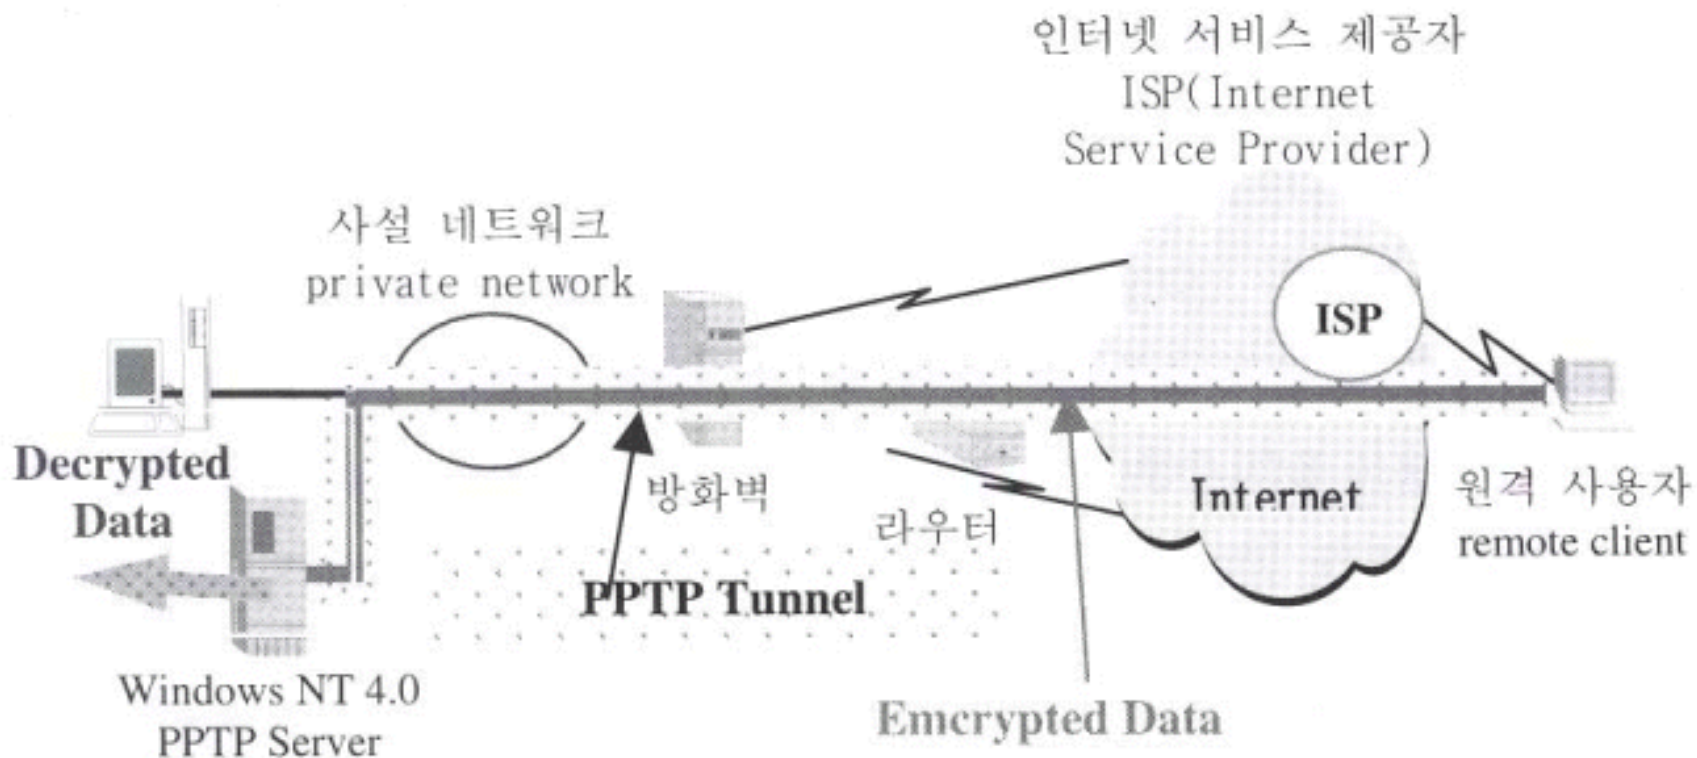 인터넷 서비스 제공자
ISP(Internet
Service Provider)
사설 네트워크
private network
ISP
Decrypted
Data
방화벽
라우터
Internet
원격 사용자
remote client
PPTP Tunnel
Windows NT 4.0
PPTP Server
Emcrypted Data